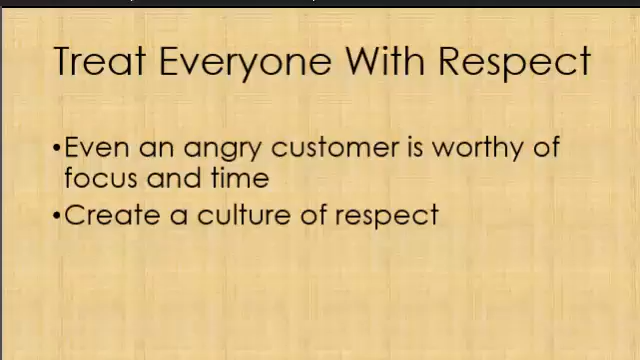 Treat Everyone With Respect
•Even an angry customer is worthy of
focus and time
•Create a culture of respect